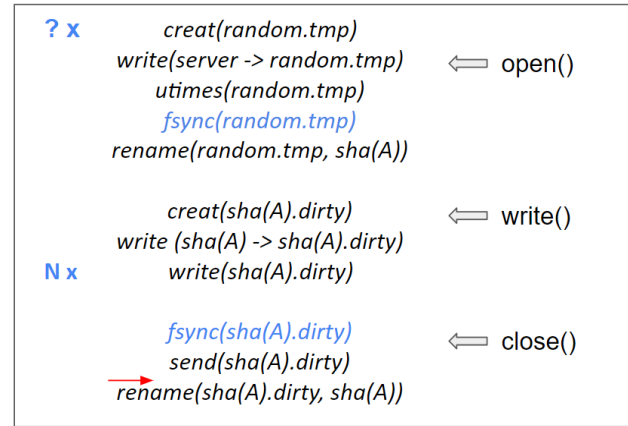 ? x creat(random.tmp)
write(server -> random.tmp) open()
utimes(random.tmp)
fsync(random.tmp)
rename(random.tmp, sha(A))
creat(sha(A).dirty) write()
write (sha(A) -> sha(A).dirty)
N x write(sha(A).dirty)
fsync(sha(A).dirty) close()
send(sha(A).dirty)
rename(sha(A).dirty, sha(A))